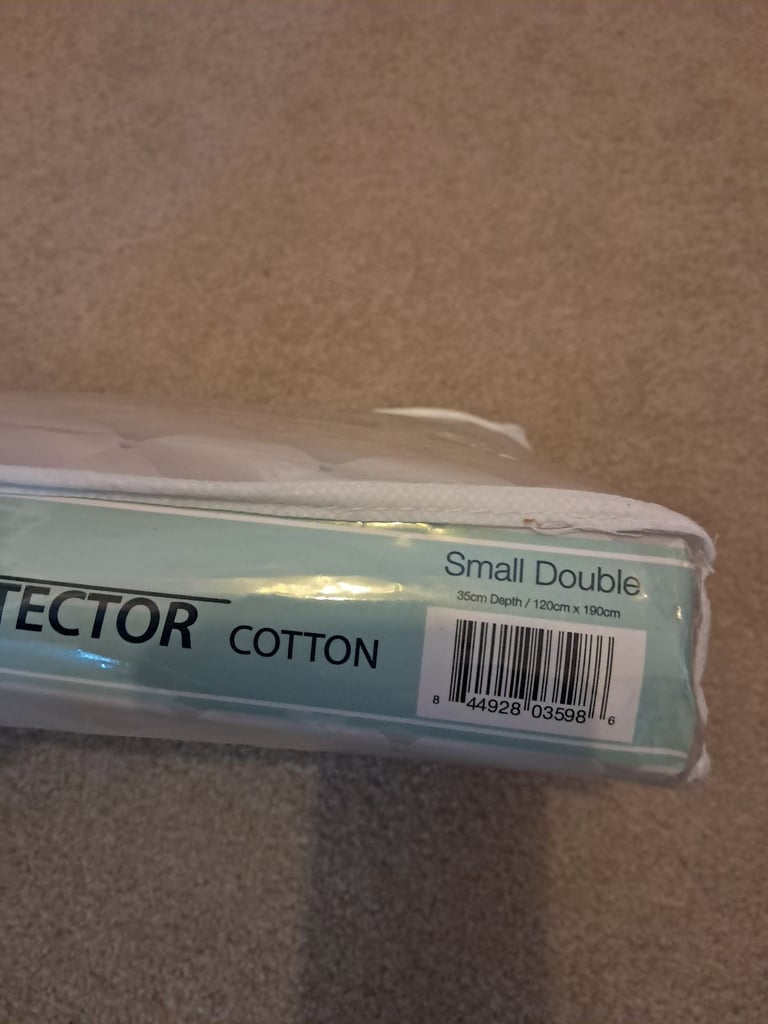 TECTOR COTTON
Small Double
35cm Depth / 120cm x 190cm
8 44928 03598 6